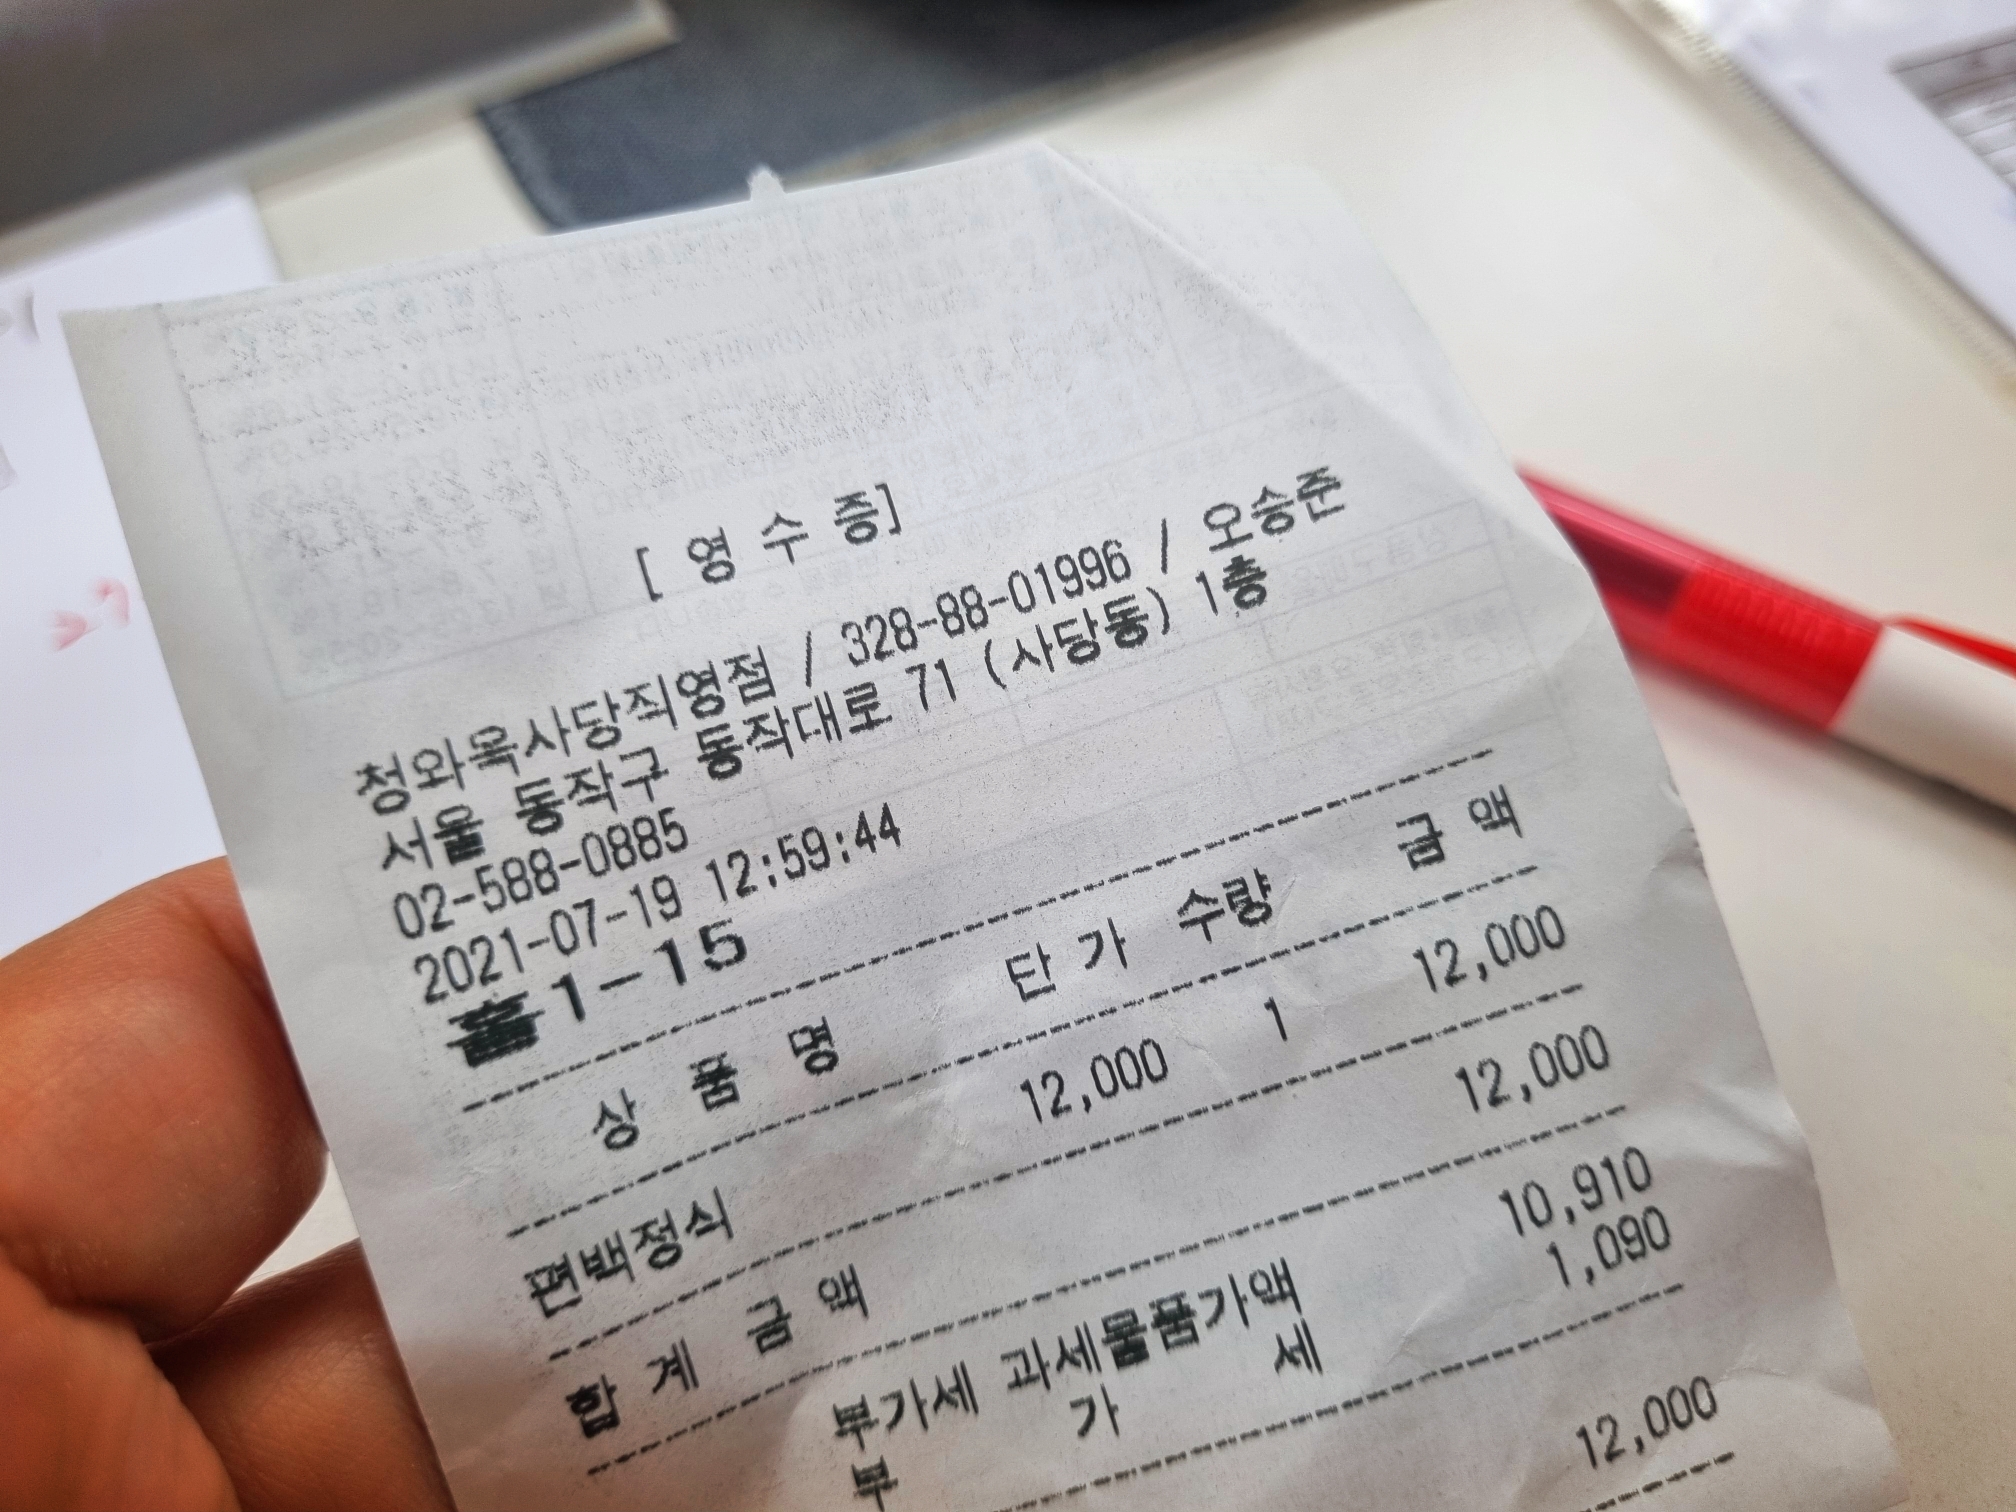 [ 영 수 증]
청와옥사당직영점 / 328-88-01996 / 오승준
서울 동작구 동작대로 71 (사당동) 1층
02-588-0885
2021-07-19 12:59:44
홀1-15
상 품 명 단 가 수량 금 액
편백정식 12,000 1 12,000
합 계 금 액 12,000
부가세 과세물품가액 10,910
부 가 세 1,090
12,000